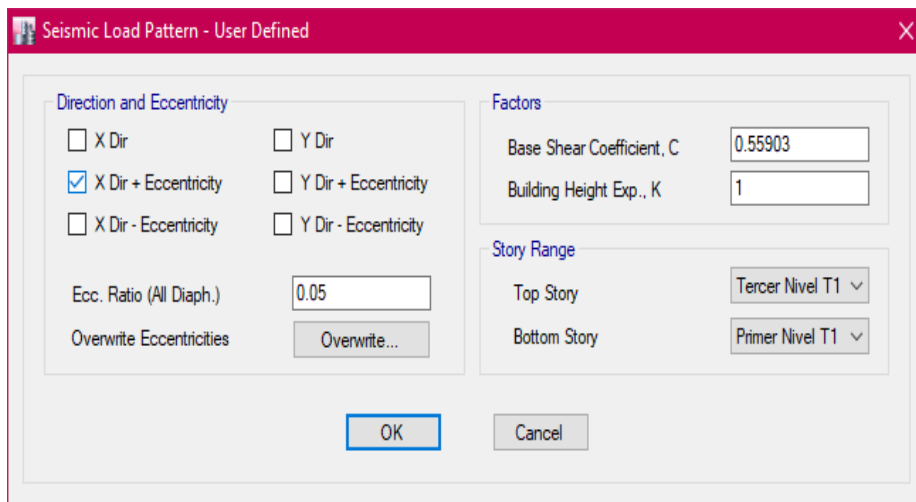 Seismic Load Pattern - User Defined
Direction and Eccentricity
X Dir
Y Dir
X Dir + Eccentricity
Y Dir + Eccentricity
X Dir - Eccentricity
Y Dir - Eccentricity
Ecc. Ratio (All Diaph.) 0.05
Overwrite Eccentricities Overwrite...
Factors
Base Shear Coefficient, C 0.55903
Building Height Exp., K 1
Story Range
Top Story Tercer Nivel T1
Bottom Story Primer Nivel T1
OK
Cancel